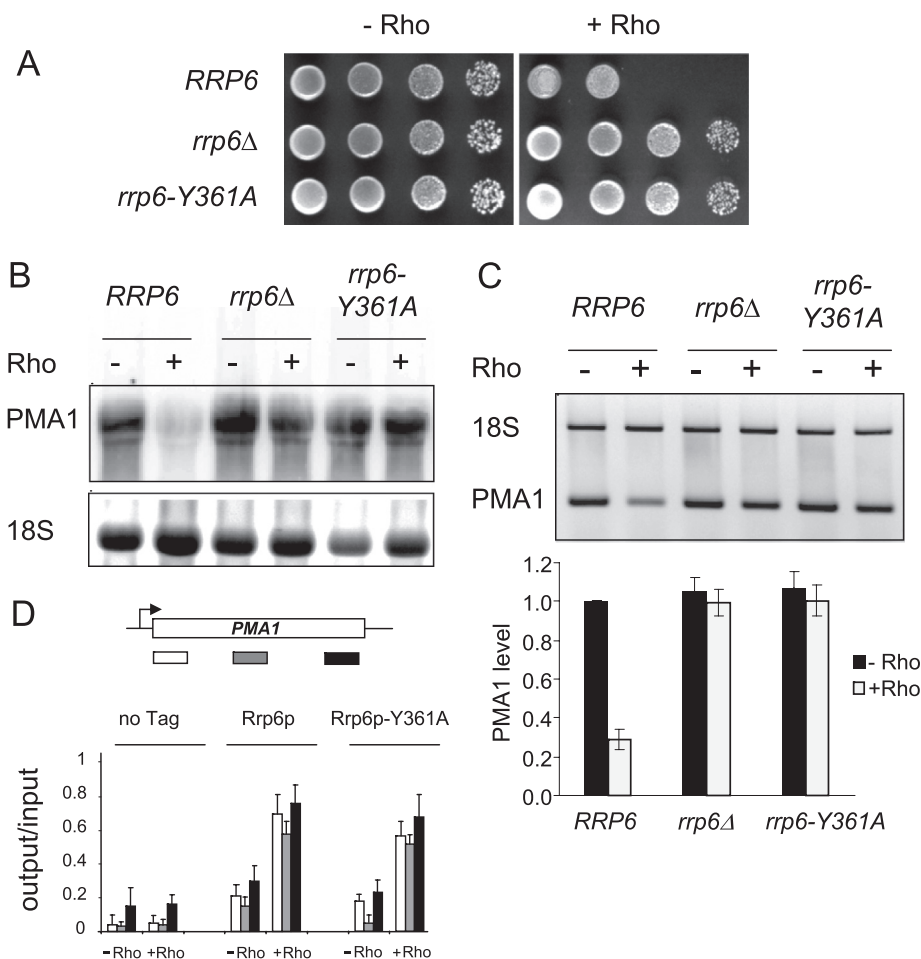 - Rho + Rho
A
RRP6
rrp6Δ
rrp6-Y361A
B
RRP6 rrp6Δ rrp6-
Y361A
Rho - + - + - +
PMA1
18S
C
RRP6 rrp6Δ rrp6-
Y361A
Rho - + - + - +
18S
PMA1
PMA1 level
1.2
1.0
0.8
0.6
0.4
0.2
0.0
RRP6 rrp6Δ rrp6-Y361A
- Rho
+Rho
D
PMA1
no Tag Rrp6p Rrp6p-Y361A
output/input
1
0.8
0.6
0.4
0.2
0
-Rho +Rho -Rho +Rho -Rho +Rho